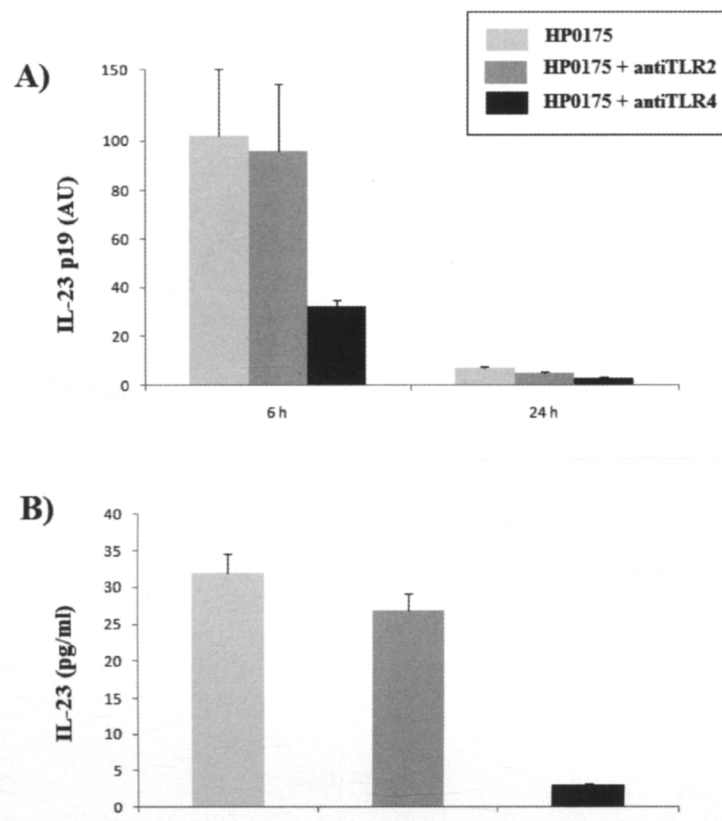 HP0175
HP0175 + antiTLR2
HP0175 + antiTLR4
A)
IL-23 p19 (AU)
150
100
80
60
40
20
0
6 h
24 h
B)
IL-23 (pg/ml)
40
35
30
25
20
15
10
5
0